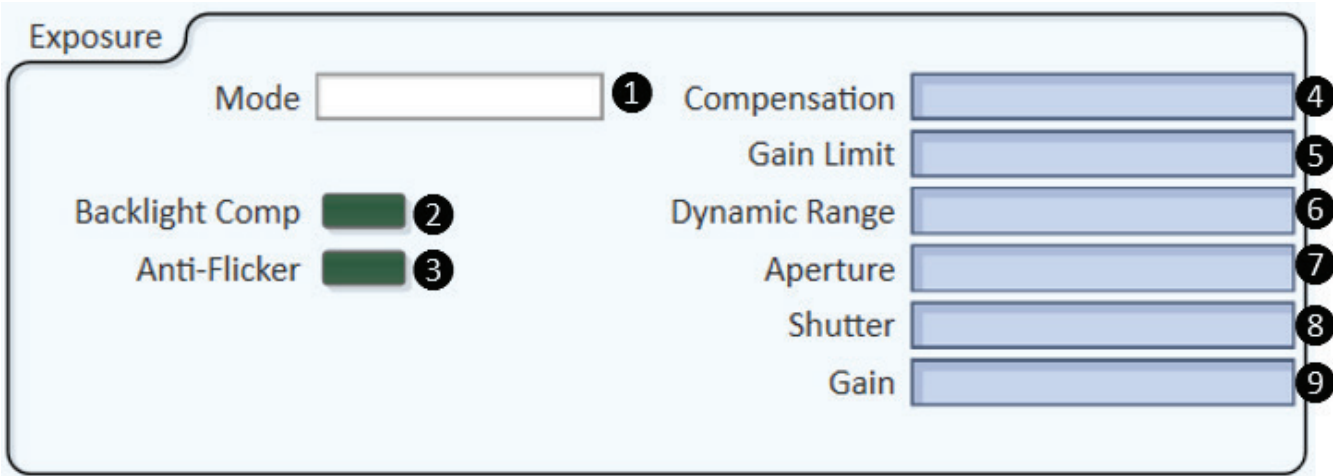 Exposure
Mode 1 Compensation 4
Gain Limit 5
Backlight Comp 2 Dynamic Range 6
Anti-Flicker 3 Aperture 7
Shutter 8
Gain 9